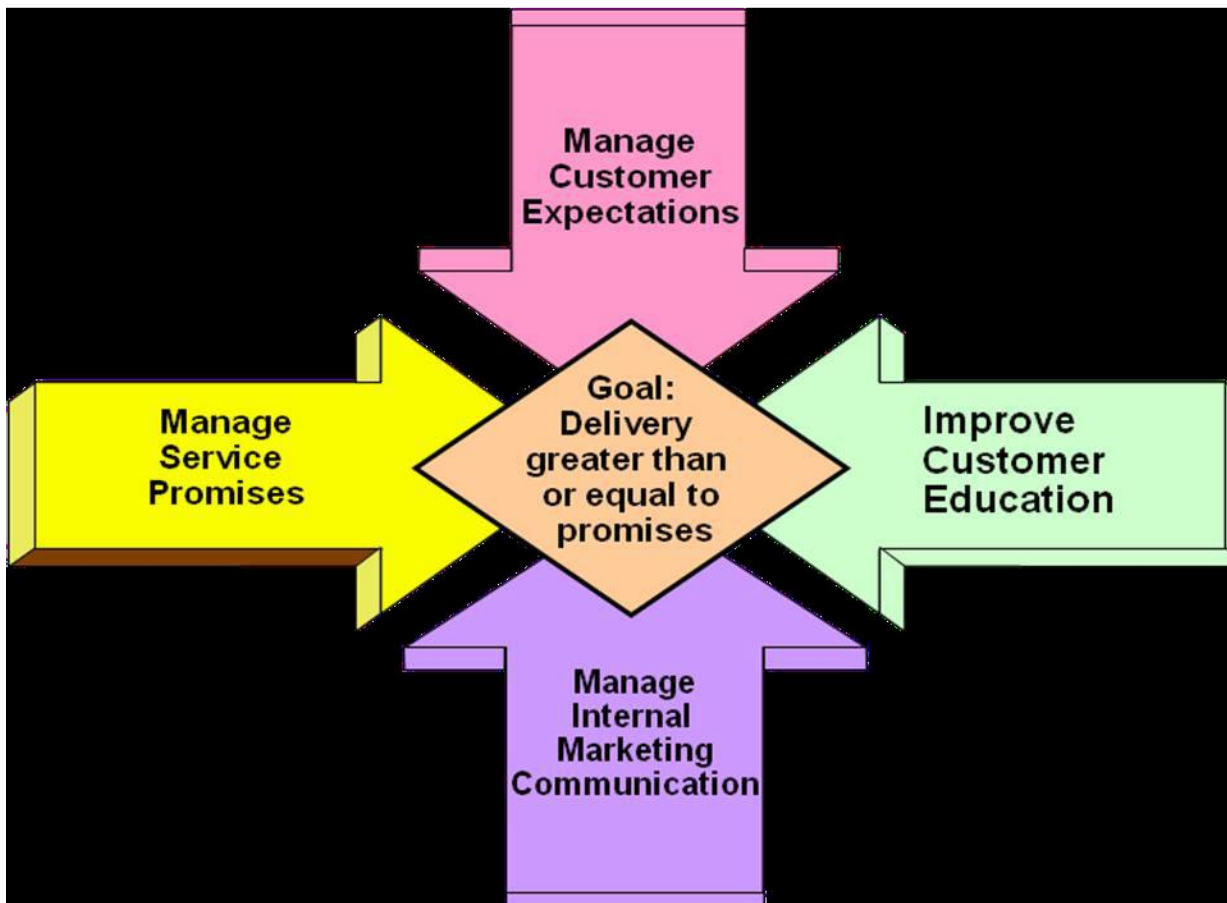 Manage
Customer
Expectations
Manage
Service
Promises
Goal:
Delivery
greater than
or equal to
promises
Improve
Customer
Education
Manage
Internal
Marketing
Communication